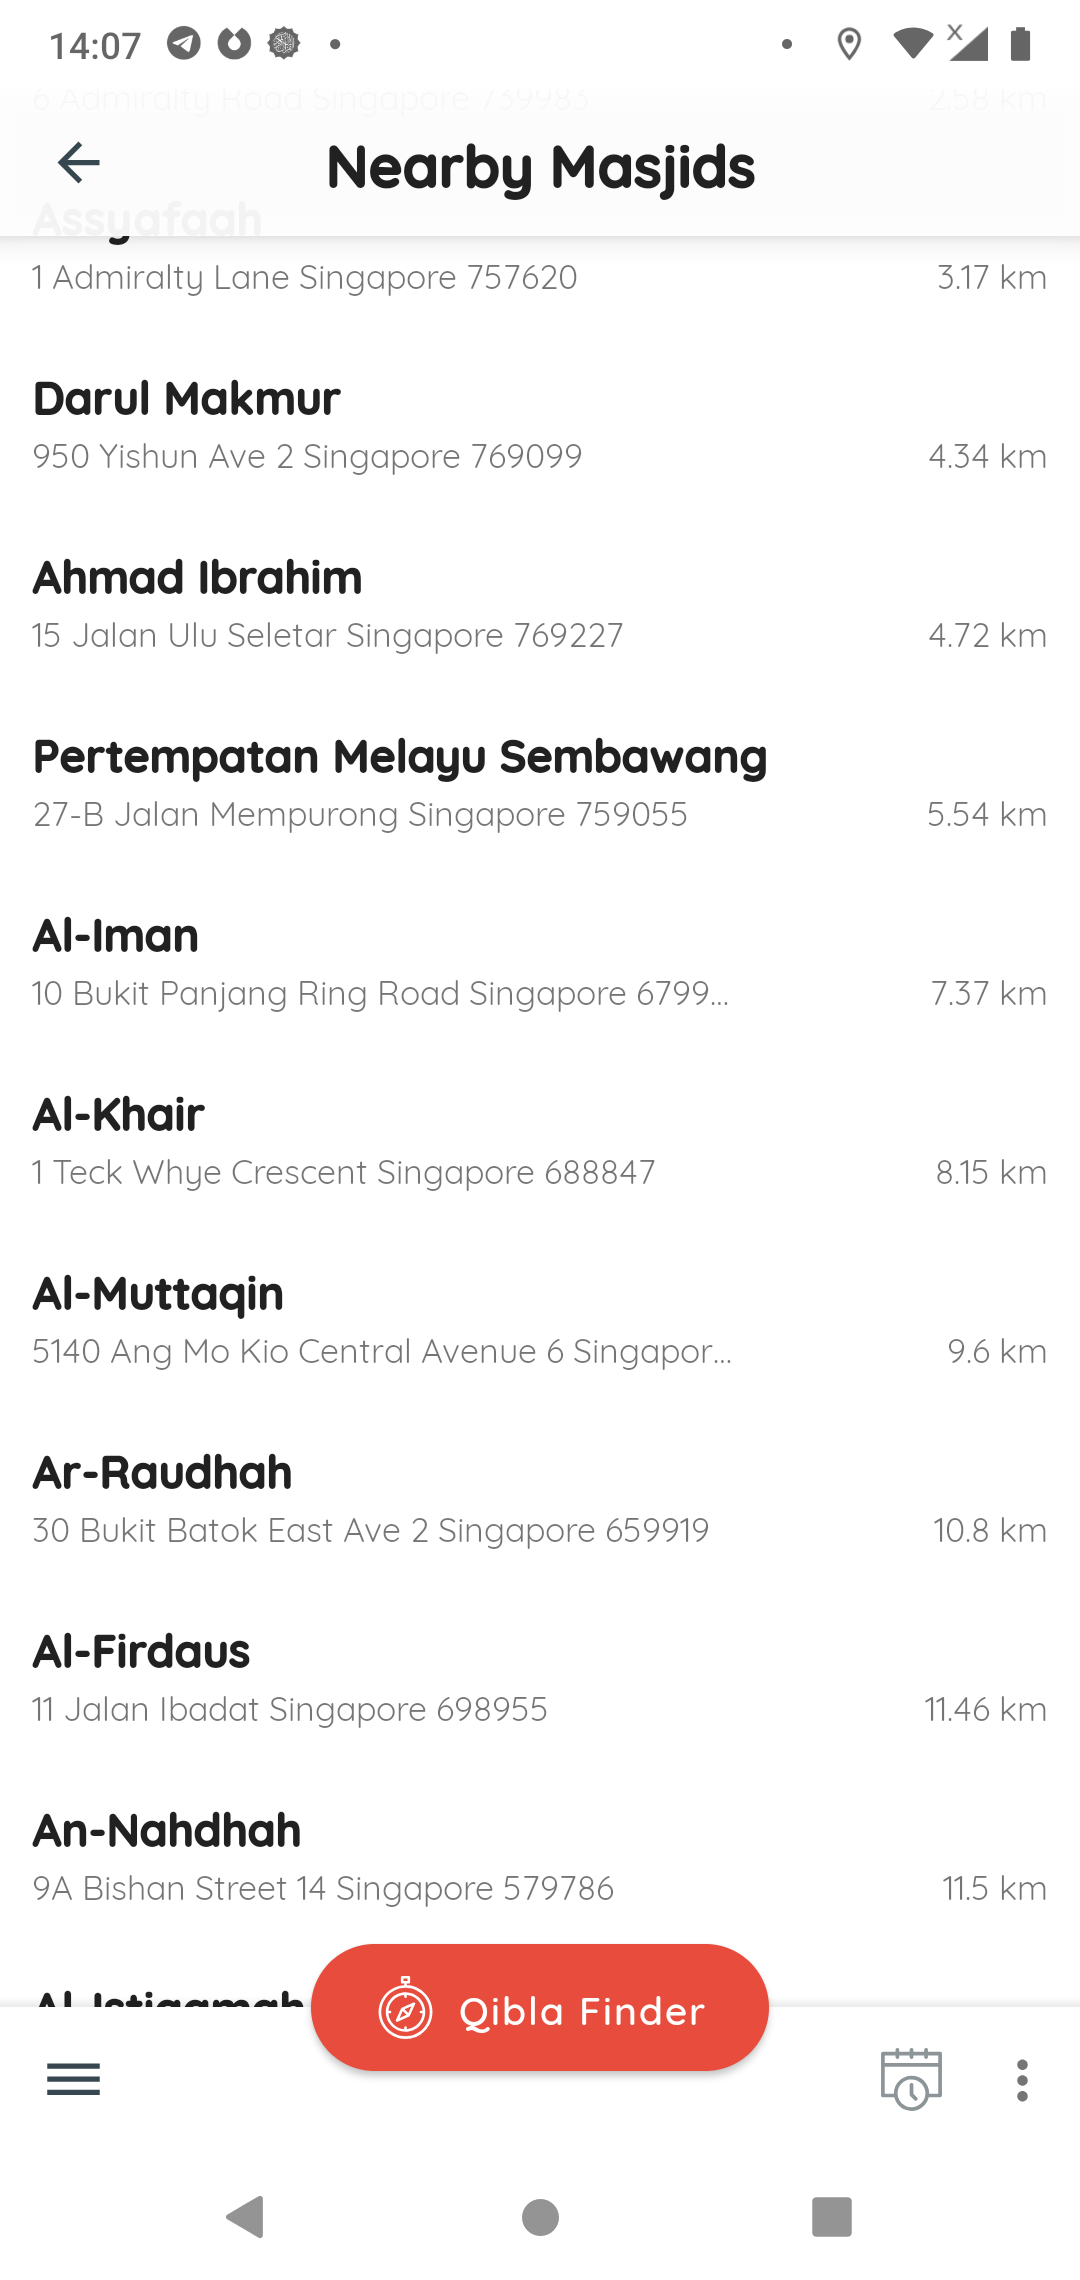 14:07
6 Admiralty Road Singapore 739983 2.58 km
Nearby Masjids
Assyafaah
1 Admiralty Lane Singapore 757620 3.17 km
Darul Makmur
950 Yishun Ave 2 Singapore 769099 4.34 km
Ahmad Ibrahim
15 Jalan Ulu Seletar Singapore 769227 4.72 km
Pertempatan Melayu Sembawang
27-B Jalan Mempurong Singapore 759055 5.54 km
Al-Iman
10 Bukit Panjang Ring Road Singapore 6799... 7.37 km
Al-Khair
1 Teck Whye Crescent Singapore 688847 8.15 km
Al-Muttaqin
5140 Ang Mo Kio Central Avenue 6 Singapor... 9.6 km
Ar-Raudhah
30 Bukit Batok East Ave 2 Singapore 659919 10.8 km
Al-Firdaus
11 Jalan Ibadat Singapore 698955 11.46 km
An-Nahdhah
9A Bishan Street 14 Singapore 579786 11.5 km
Al-Istiqamah
Qibla Finder